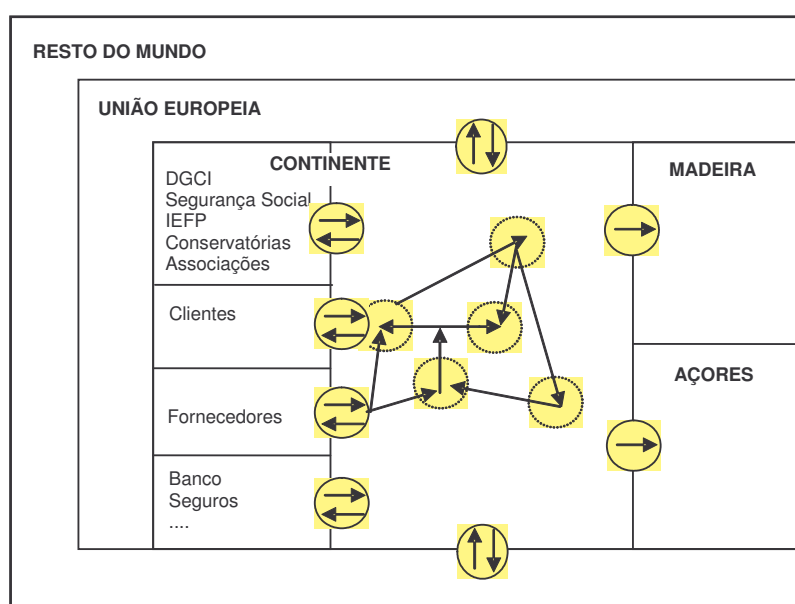 RESTO DO MUNDO
UNIÃO EUROPEIA
CONTINENTE
DGCI
Segurança Social
IEFP
Conservatórias
Associações
Clientes
Fornecedores
Banco
Seguros
....
MADEIRA
AÇORES